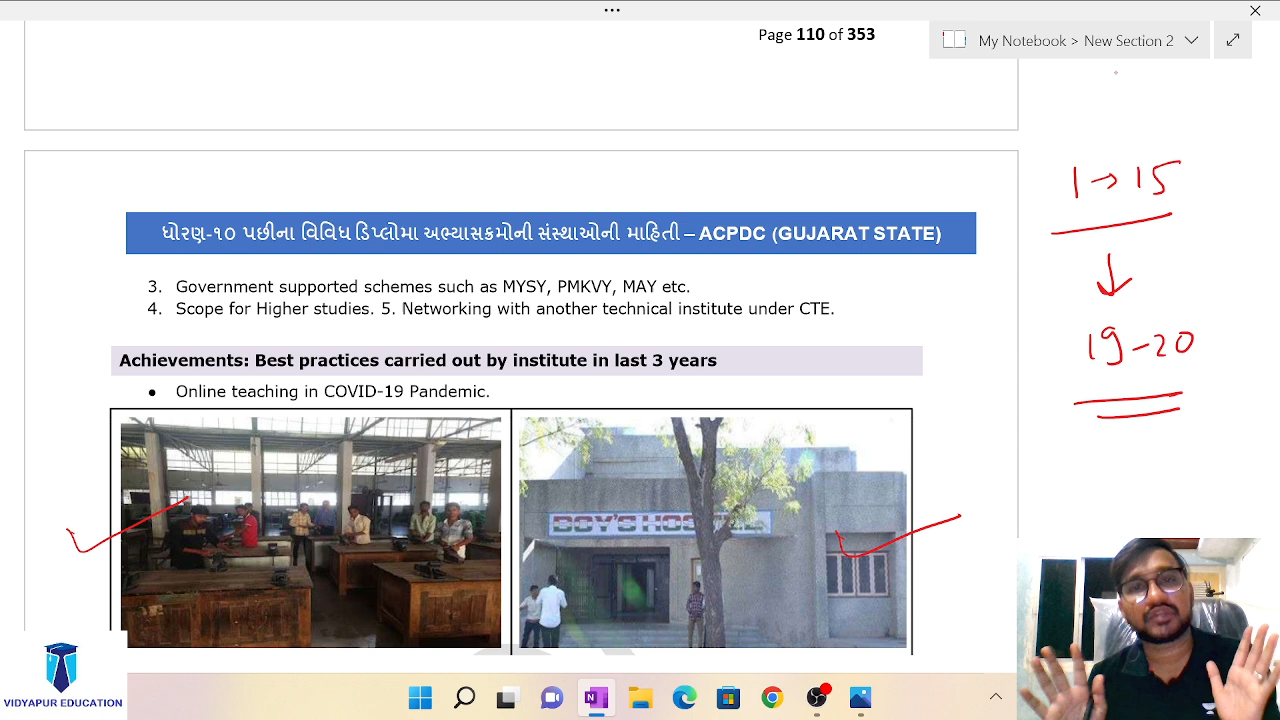 Page 110 of 353
My Notebook > New Section 2
1 → 15
ધોરણ-૧૦ પછીના વિવિધ ડિપ્લોમા અભ્યાસક્રમોની સંસ્થાઓની માહિતી – ACPDC (GUJARAT STATE)
3. Government supported schemes such as MYSY, PMKVY, MAY etc.
4. Scope for Higher studies. 5. Networking with another technical institute under CTE.
19-20
Achievements: Best practices carried out by institute in last 3 years
• Online teaching in COVID-19 Pandemic.
BOY'S HOSTEL
VIDYAPUR EDUCATION